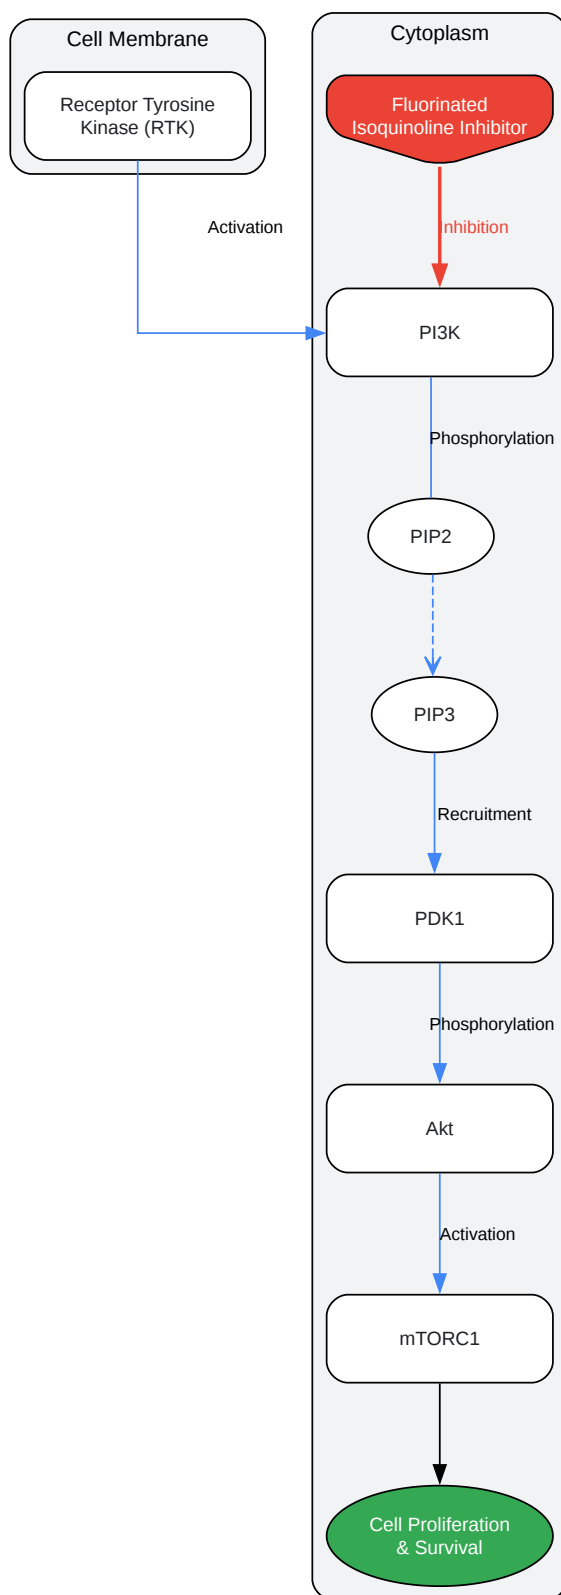 Cell Membrane
Receptor Tyrosine
Kinase (RTK)
Cytoplasm
Fluorinated
Isoquinoline Inhibitor
Activation
Inhibition
PI3K
Phosphorylation
PIP2
PIP3
Recruitment
PDK1
Phosphorylation
Akt
Activation
mTORC1
Cell Proliferation
& Survival